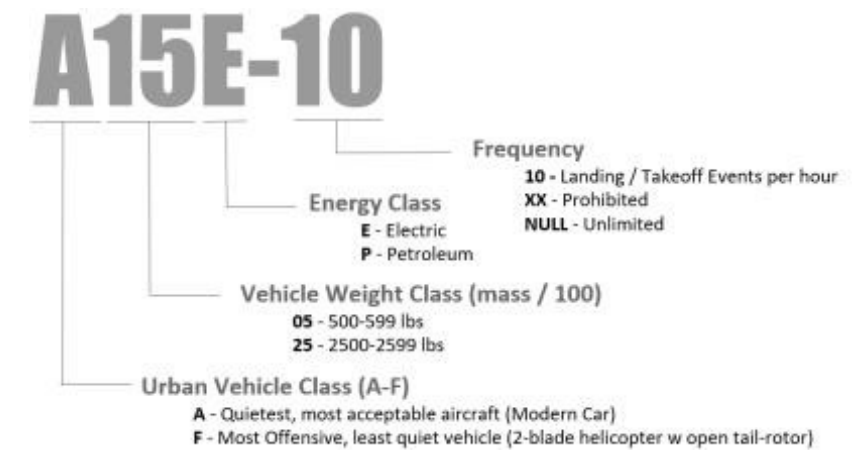 A15E-10
Frequency
10 - Landing / Takeoff Events per hour
XX - Prohibited
NULL - Unlimited
Energy Class
E - Electric
P - Petroleum
Vehicle Weight Class (mass / 100)
05 - 500-599 lbs
25 - 2500-2599 lbs
Urban Vehicle Class (A-F)
A - Quietest, most acceptable aircraft (Modern Car)
F - Most Offensive, least quiet vehicle (2-blade helicopter w open tail-rotor)